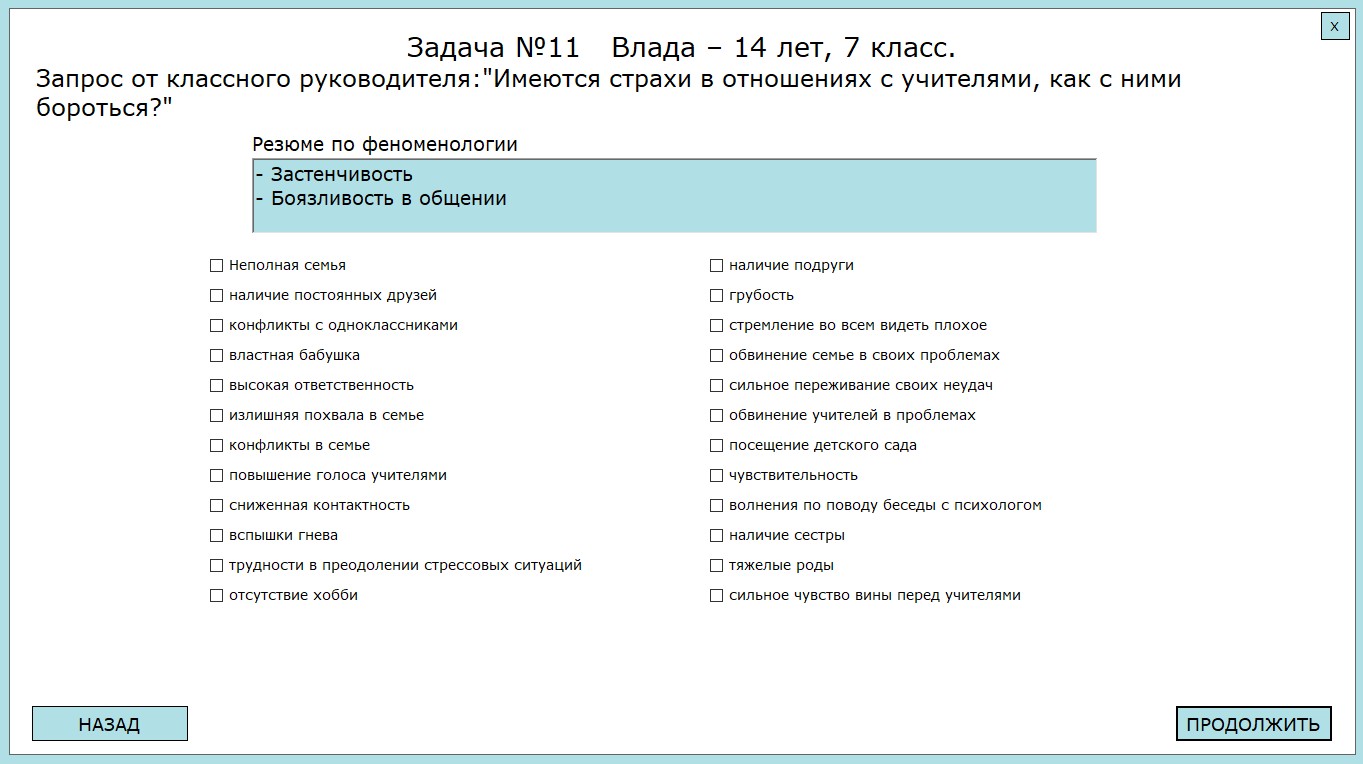 X
Задача №11 Влада – 14 лет, 7 класс.
Запрос от классного руководителя:"Имеются страхи в отношениях с учителями, как с ними
бороться?"
Резюме по феноменологии
- Застенчивость
- Боязливость в общении
Неполная семья
наличие постоянных друзей
конфликты с одноклассниками
властная бабушка
высокая ответственность
излишняя похвала в семье
конфликты в семье
повышение голоса учителями
сниженная контактность
вспышки гнева
трудности в преодолении стрессовых ситуаций
отсутствие хобби
наличие подруги
грубость
стремление во всем видеть плохое
обвинение семье в своих проблемах
сильное переживание своих неудач
обвинение учителей в проблемах
посещение детского сада
чувствительность
волнения по поводу беседы с психологом
наличие сестры
тяжелые роды
сильное чувство вины перед учителями
НАЗАД
ПРОДОЛЖИТЬ